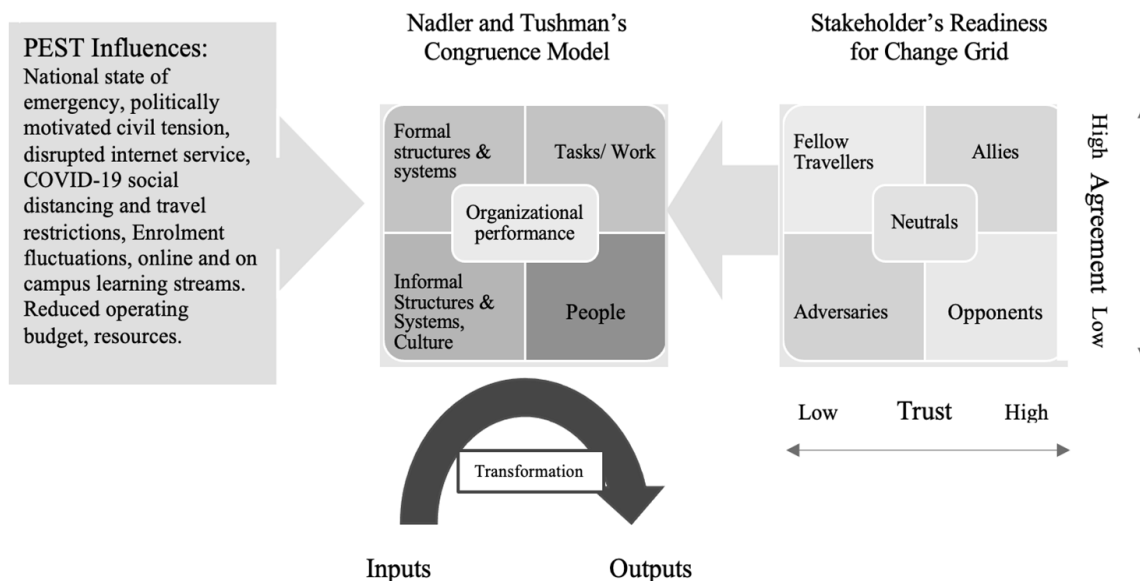 PEST Influences:
National state of
emergency, politically
motivated civil tension,
disrupted internet service,
COVID-19 social
distancing and travel
restrictions, Enrolment
fluctuations, online and on
campus learning streams.
Reduced operating
budget, resources.
Nadler and Tushman’s
Congruence Model
Formal
structures &
systems
Tasks/ Work
Organizational
performance
Informal
Structures &
Systems,
Culture
People
Transformation
Inputs
Outputs
Stakeholder’s Readiness
for Change Grid
Fellow
Travellers
Allies
Neutrals
Adversaries
Opponents
High Agreement Low
Low Trust High